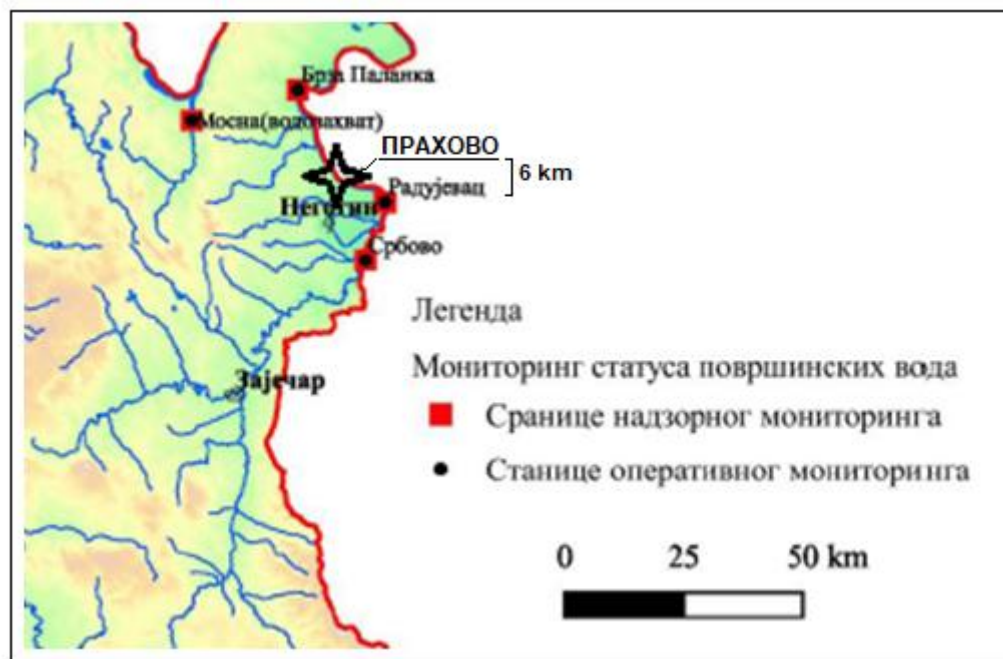 Брза Паланка
Мосна(водозахват)
ПРАХОВО
6 km
Радујевац
Неготин
Србово
Зајечар
Легенда
Мониторинг статуса површинских вода
Сранице надзорног мониторинга
Станице оперативног мониторинга
0 25 50 km